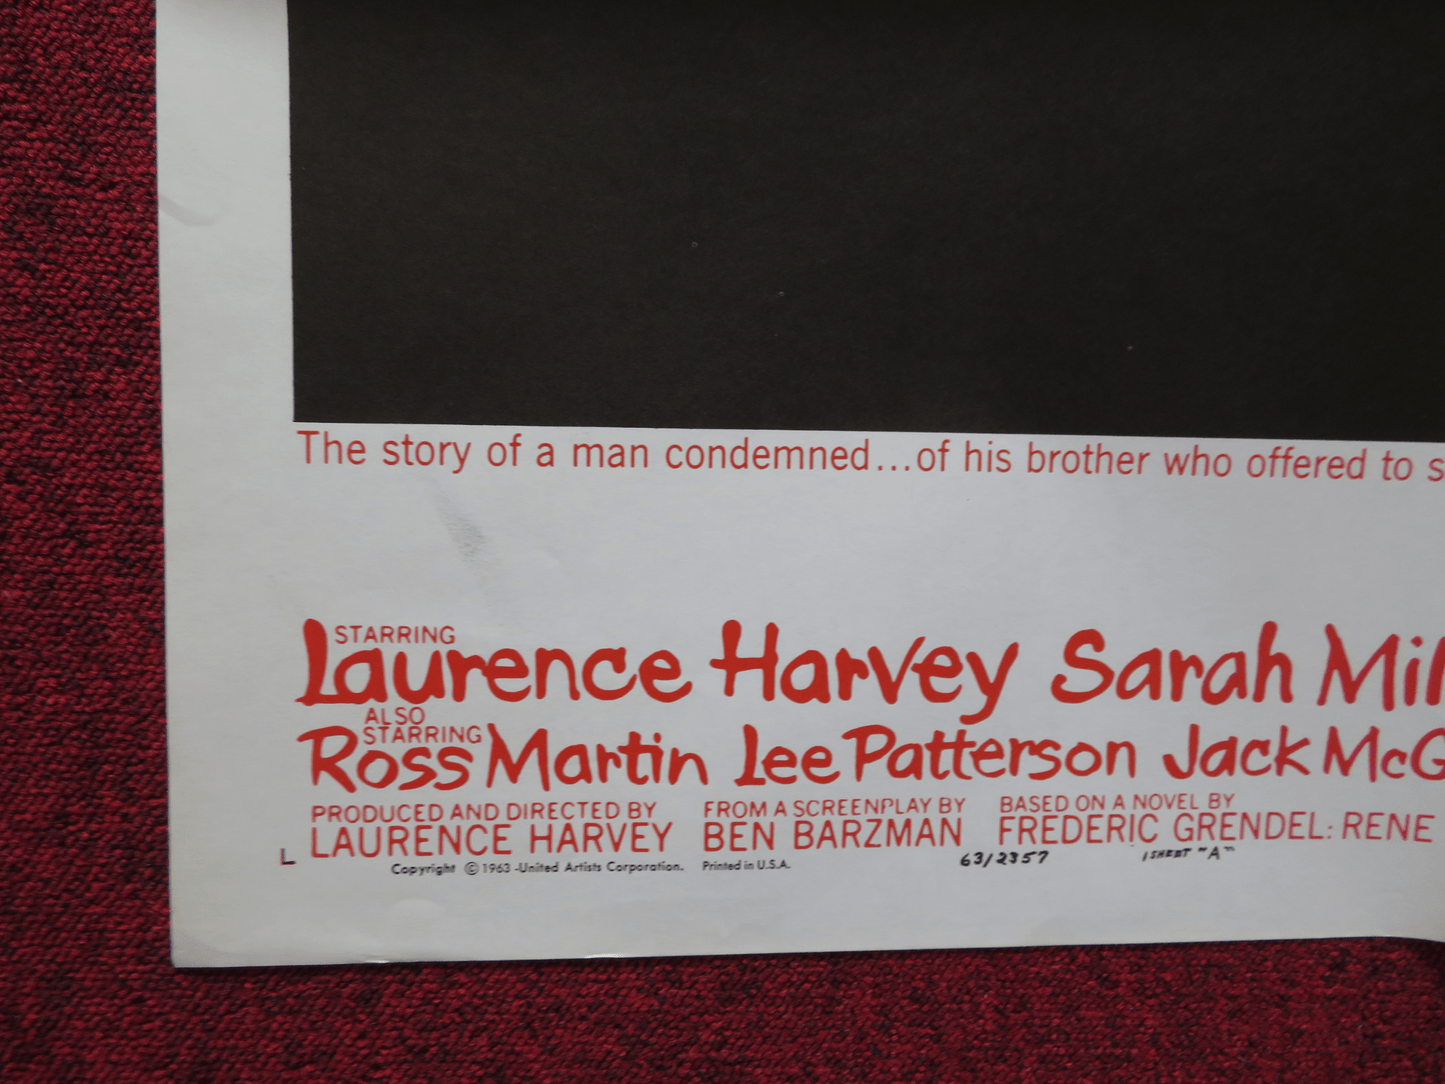 The story of a man condemned...of his brother who offered to s
STARRING
Laurence Harvey Sarah Mil
ALSO
STARRING
Ross Martin Lee Patterson Jack McG
PRODUCED AND DIRECTED BY FROM A SCREENPLAY BY BASED ON A NOVEL BY
LAURENCE HARVEY BEN BARZMAN FREDERIC GRENDEL: RENE
L Copyright © 1963 -United Artists Corporation. Printed in U.S.A. 63/2357 1 SHEET "A"